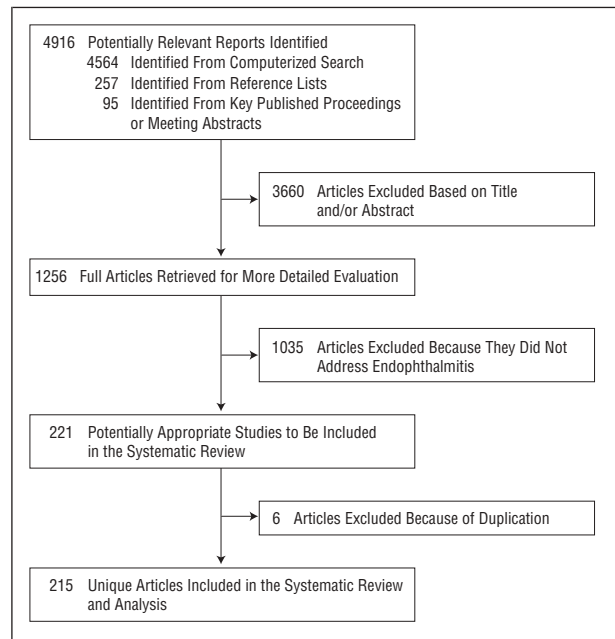 4916 Potentially Relevant Reports Identified
4564 Identified From Computerized Search
257 Identified From Reference Lists
95 Identified From Key Published Proceedings
or Meeting Abstracts
3660 Articles Excluded Based on Title
and/or Abstract
1256 Full Articles Retrieved for More Detailed Evaluation
1035 Articles Excluded Because They Did Not
Address Endophthalmitis
221 Potentially Appropriate Studies to Be Included
in the Systematic Review
6 Articles Excluded Because of Duplication
215 Unique Articles Included in the Systematic Review
and Analysis